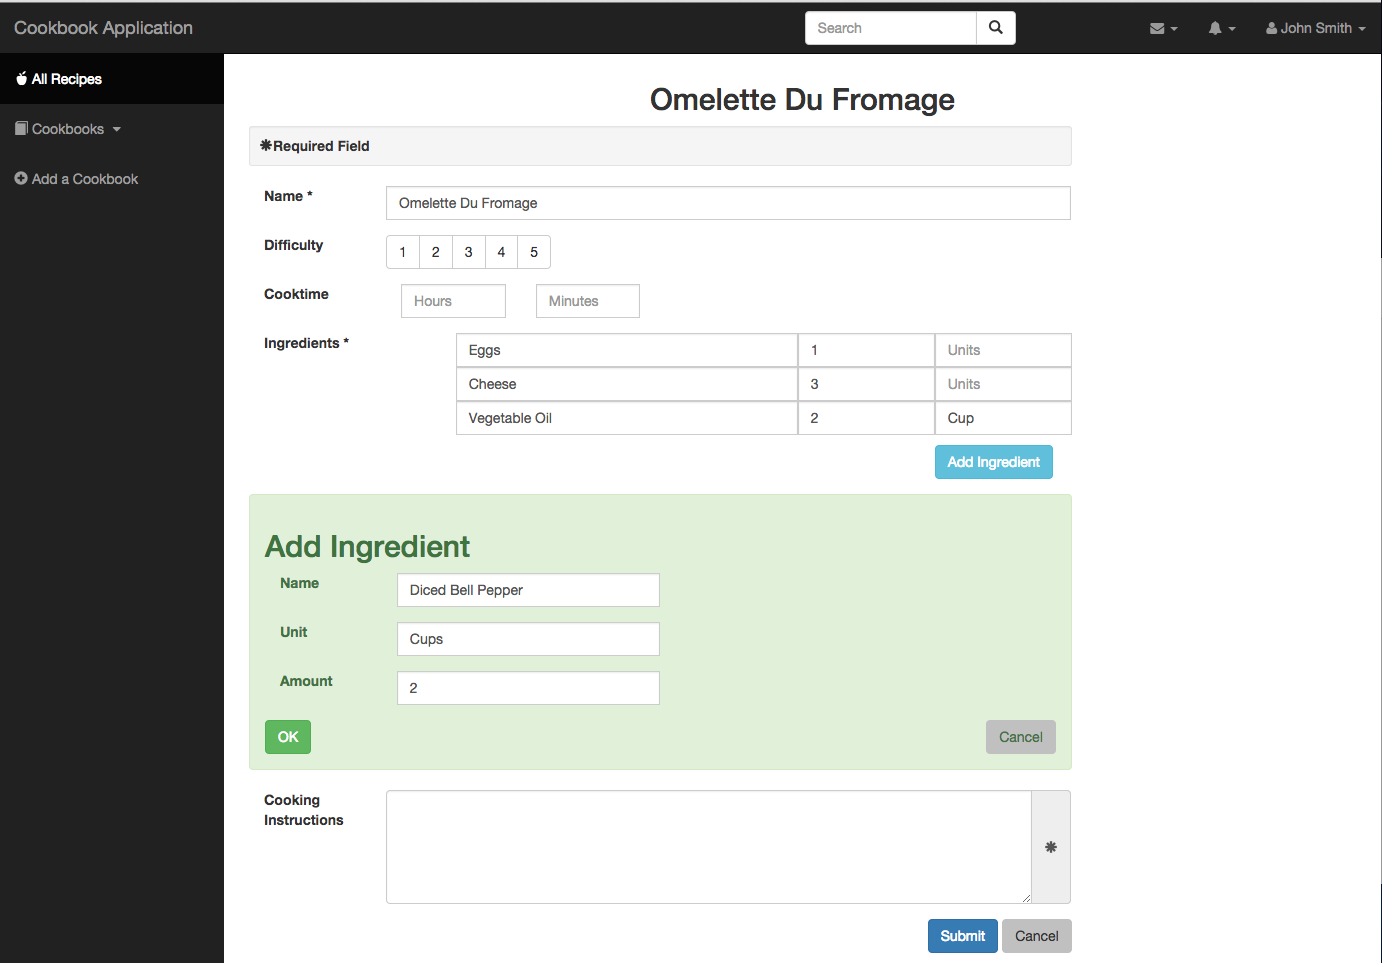 Cookbook Application
Search
John Smith
All Recipes
Cookbooks
Add a Cookbook
Omelette Du Fromage
✱Required Field
Name *
Omelette Du Fromage
Difficulty
1 2 3 4 5
Cooktime
Hours Minutes
Ingredients *
Eggs 1 Units
Cheese 3 Units
Vegetable Oil 2 Cup
Add Ingredient
Add Ingredient
Name Diced Bell Pepper
Unit Cups
Amount 2
OK Cancel
Cooking
Instructions
✱
Submit Cancel